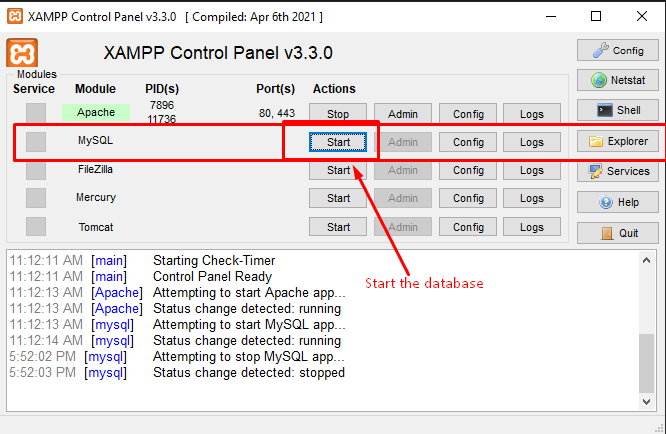 XAMPP Control Panel v3.3.0 [ Compiled: Apr 6th 2021 ]
XAMPP Control Panel v3.3.0
Config
Modules
Service Module PID(s) Port(s) Actions
Netstat
Apache 7896 80, 443 Stop Admin Config Logs
11736
Shell
MySQL Start Admin Config Logs
Explorer
FileZilla Start Admin Config Logs
Services
Mercury Start Admin Config Logs
Help
Tomcat Start Admin Config Logs
Quit
11:12:11 AM [main] Starting Check-Timer
11:12:11 AM [main] Control Panel Ready
11:12:13 AM [Apache] Attempting to start Apache app...
11:12:13 AM [Apache] Status change detected: running
11:12:13 AM [mysql] Attempting to start MySQL app...
11:12:14 AM [mysql] Status change detected: running
5:52:02 PM [mysql] Attempting to stop MySQL app...
5:52:03 PM [mysql] Status change detected: stopped
Start the database